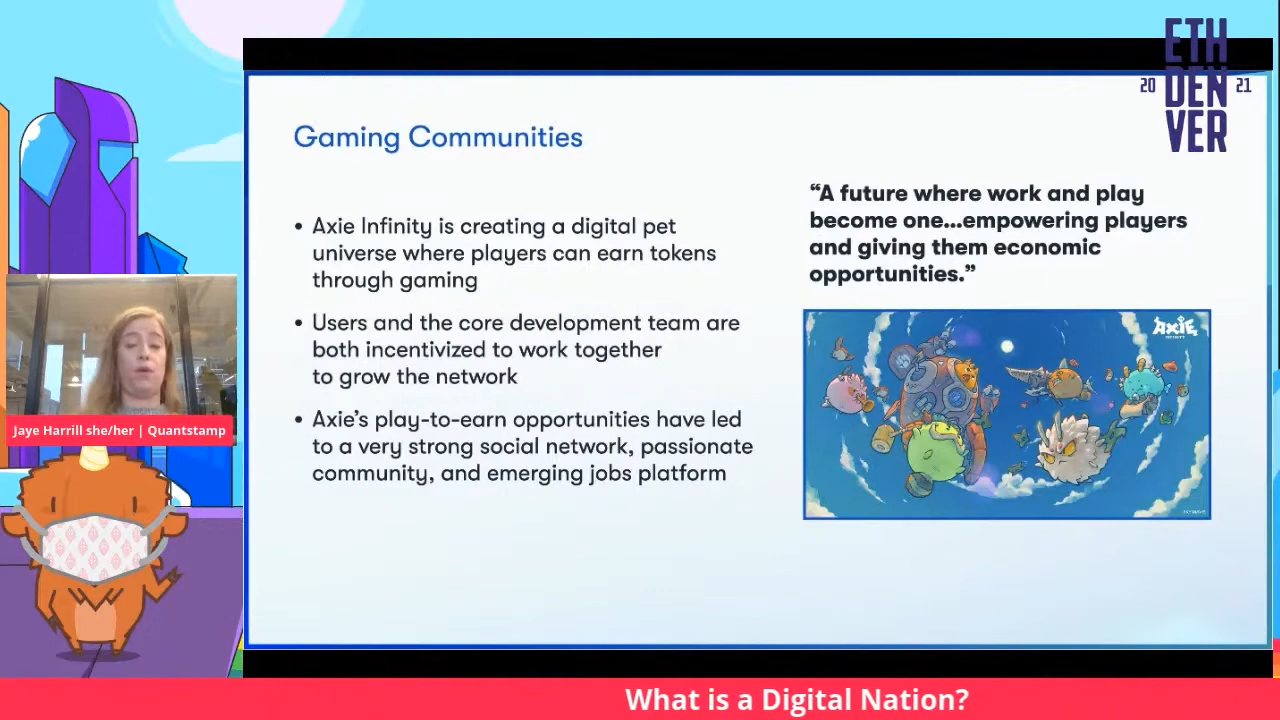 ETH
20 DEN 21
VER
Gaming Communities
• Axie Infinity is creating a digital pet
universe where players can earn tokens
through gaming
• Users and the core development team are
both incentivized to work together
to grow the network
• Axie's play-to-earn opportunities have led
to a very strong social network, passionate
community, and emerging jobs platform
“A future where work and play
become one...empowering players
and giving them economic
opportunities.”
AXIE
Jaye Harrill she/her | Quantstamp
What is a Digital Nation?